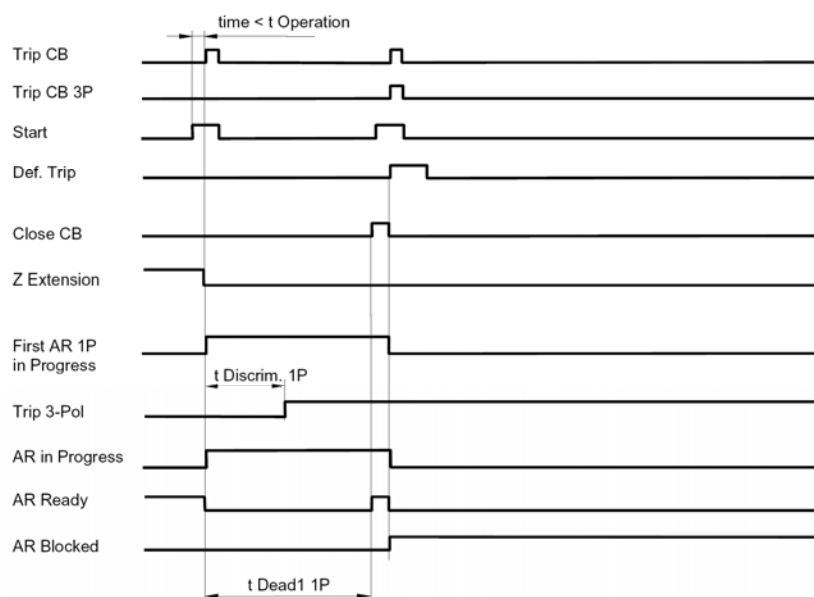 time < t Operation
Trip CB
Trip CB 3P
Start
Def. Trip
Close CB
Z Extension
First AR 1P
in Progress
t Discrim. 1P
Trip 3-Pol
AR in Progress
AR Ready
AR Blocked
t Dead1 1P